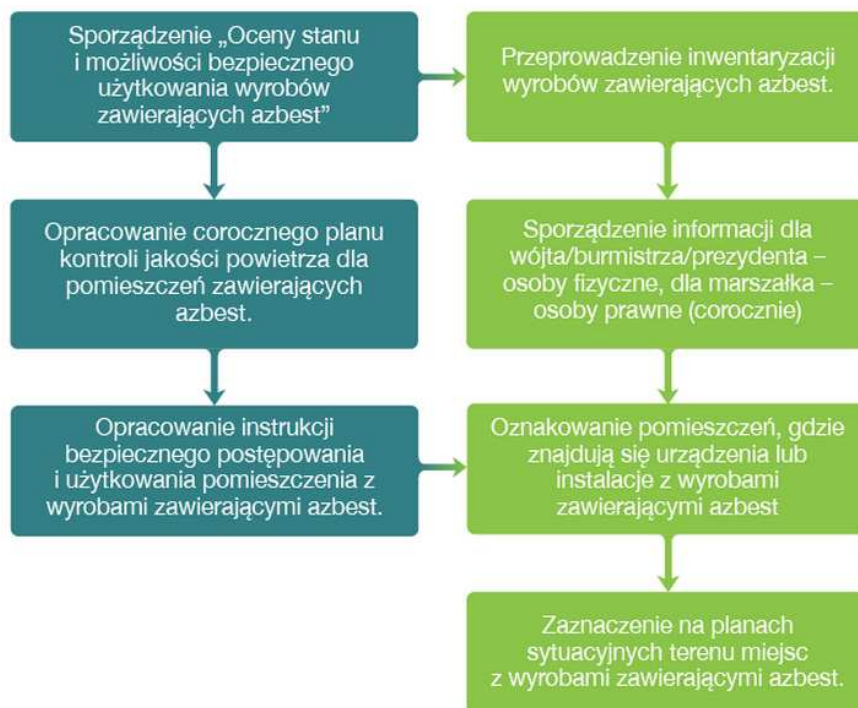 Sporządzenie „Oceny stanu
i możliwości bezpiecznego
użytkowania wyrobów
zawierających azbest”
Przeprowadzenie inwentaryzacji
wyrobów zawierających azbest.
Opracowanie corocznego planu
kontroli jakości powietrza dla
pomieszczeń zawierających
azbest.
Sporządzenie informacji dla
wójta/burmistrza/prezydenta –
osoby fizyczne, dla marszałka –
osoby prawne (corocznie)
Opracowanie instrukcji
bezpiecznego postępowania
i użytkowania pomieszczenia z
wyrobami zawierającymi azbest.
Oznakowanie pomieszczeń, gdzie
znajdują się urządzenia lub
instalacje z wyrobami
zawierającymi azbest
Zaznaczenie na planach
sytuacyjnych terenu miejsc
z wyrobami zawierającymi azbest.